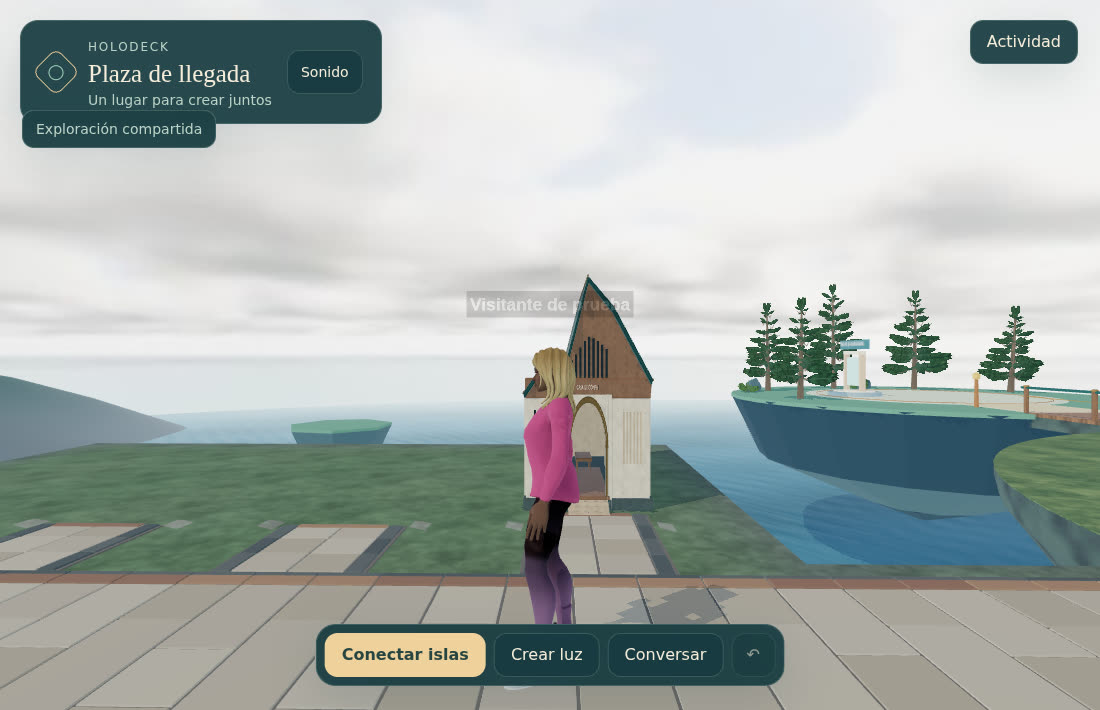 HOLODECK
Plaza de llegada
Un lugar para crear juntos
Sonido
Exploración compartida
Actividad
Visitante de prueba
Conectar islas
Crear luz
Conversar